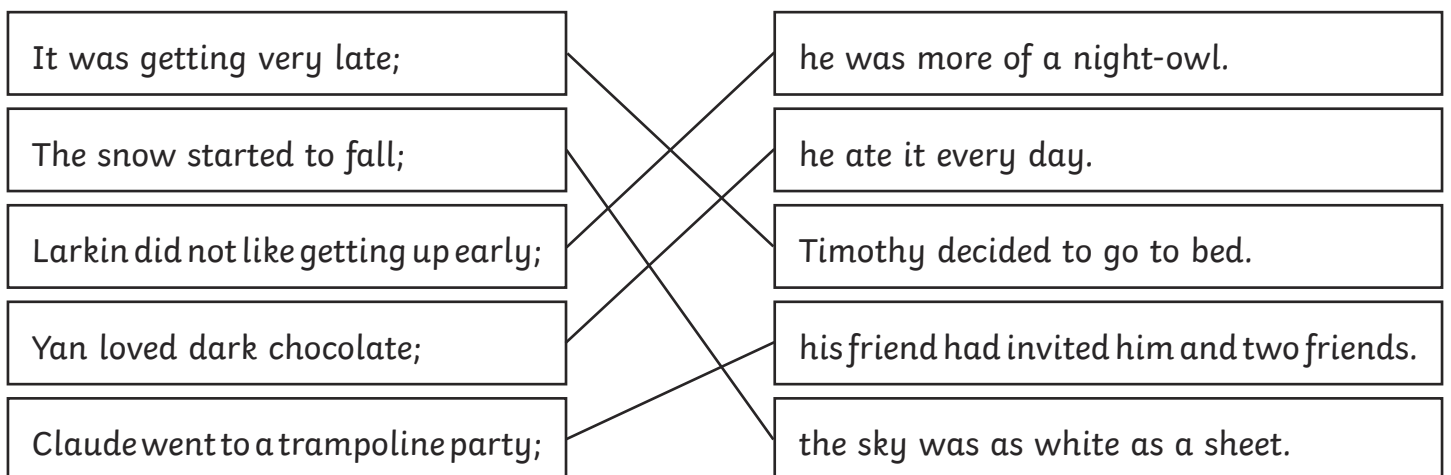 It was getting very late;
he was more of a night-owl.
The snow started to fall;
he ate it every day.
Larkin did not like getting up early;
Timothy decided to go to bed.
Yan loved dark chocolate;
his friend had invited him and two friends.
Claude went to a trampoline party;
the sky was as white as a sheet.